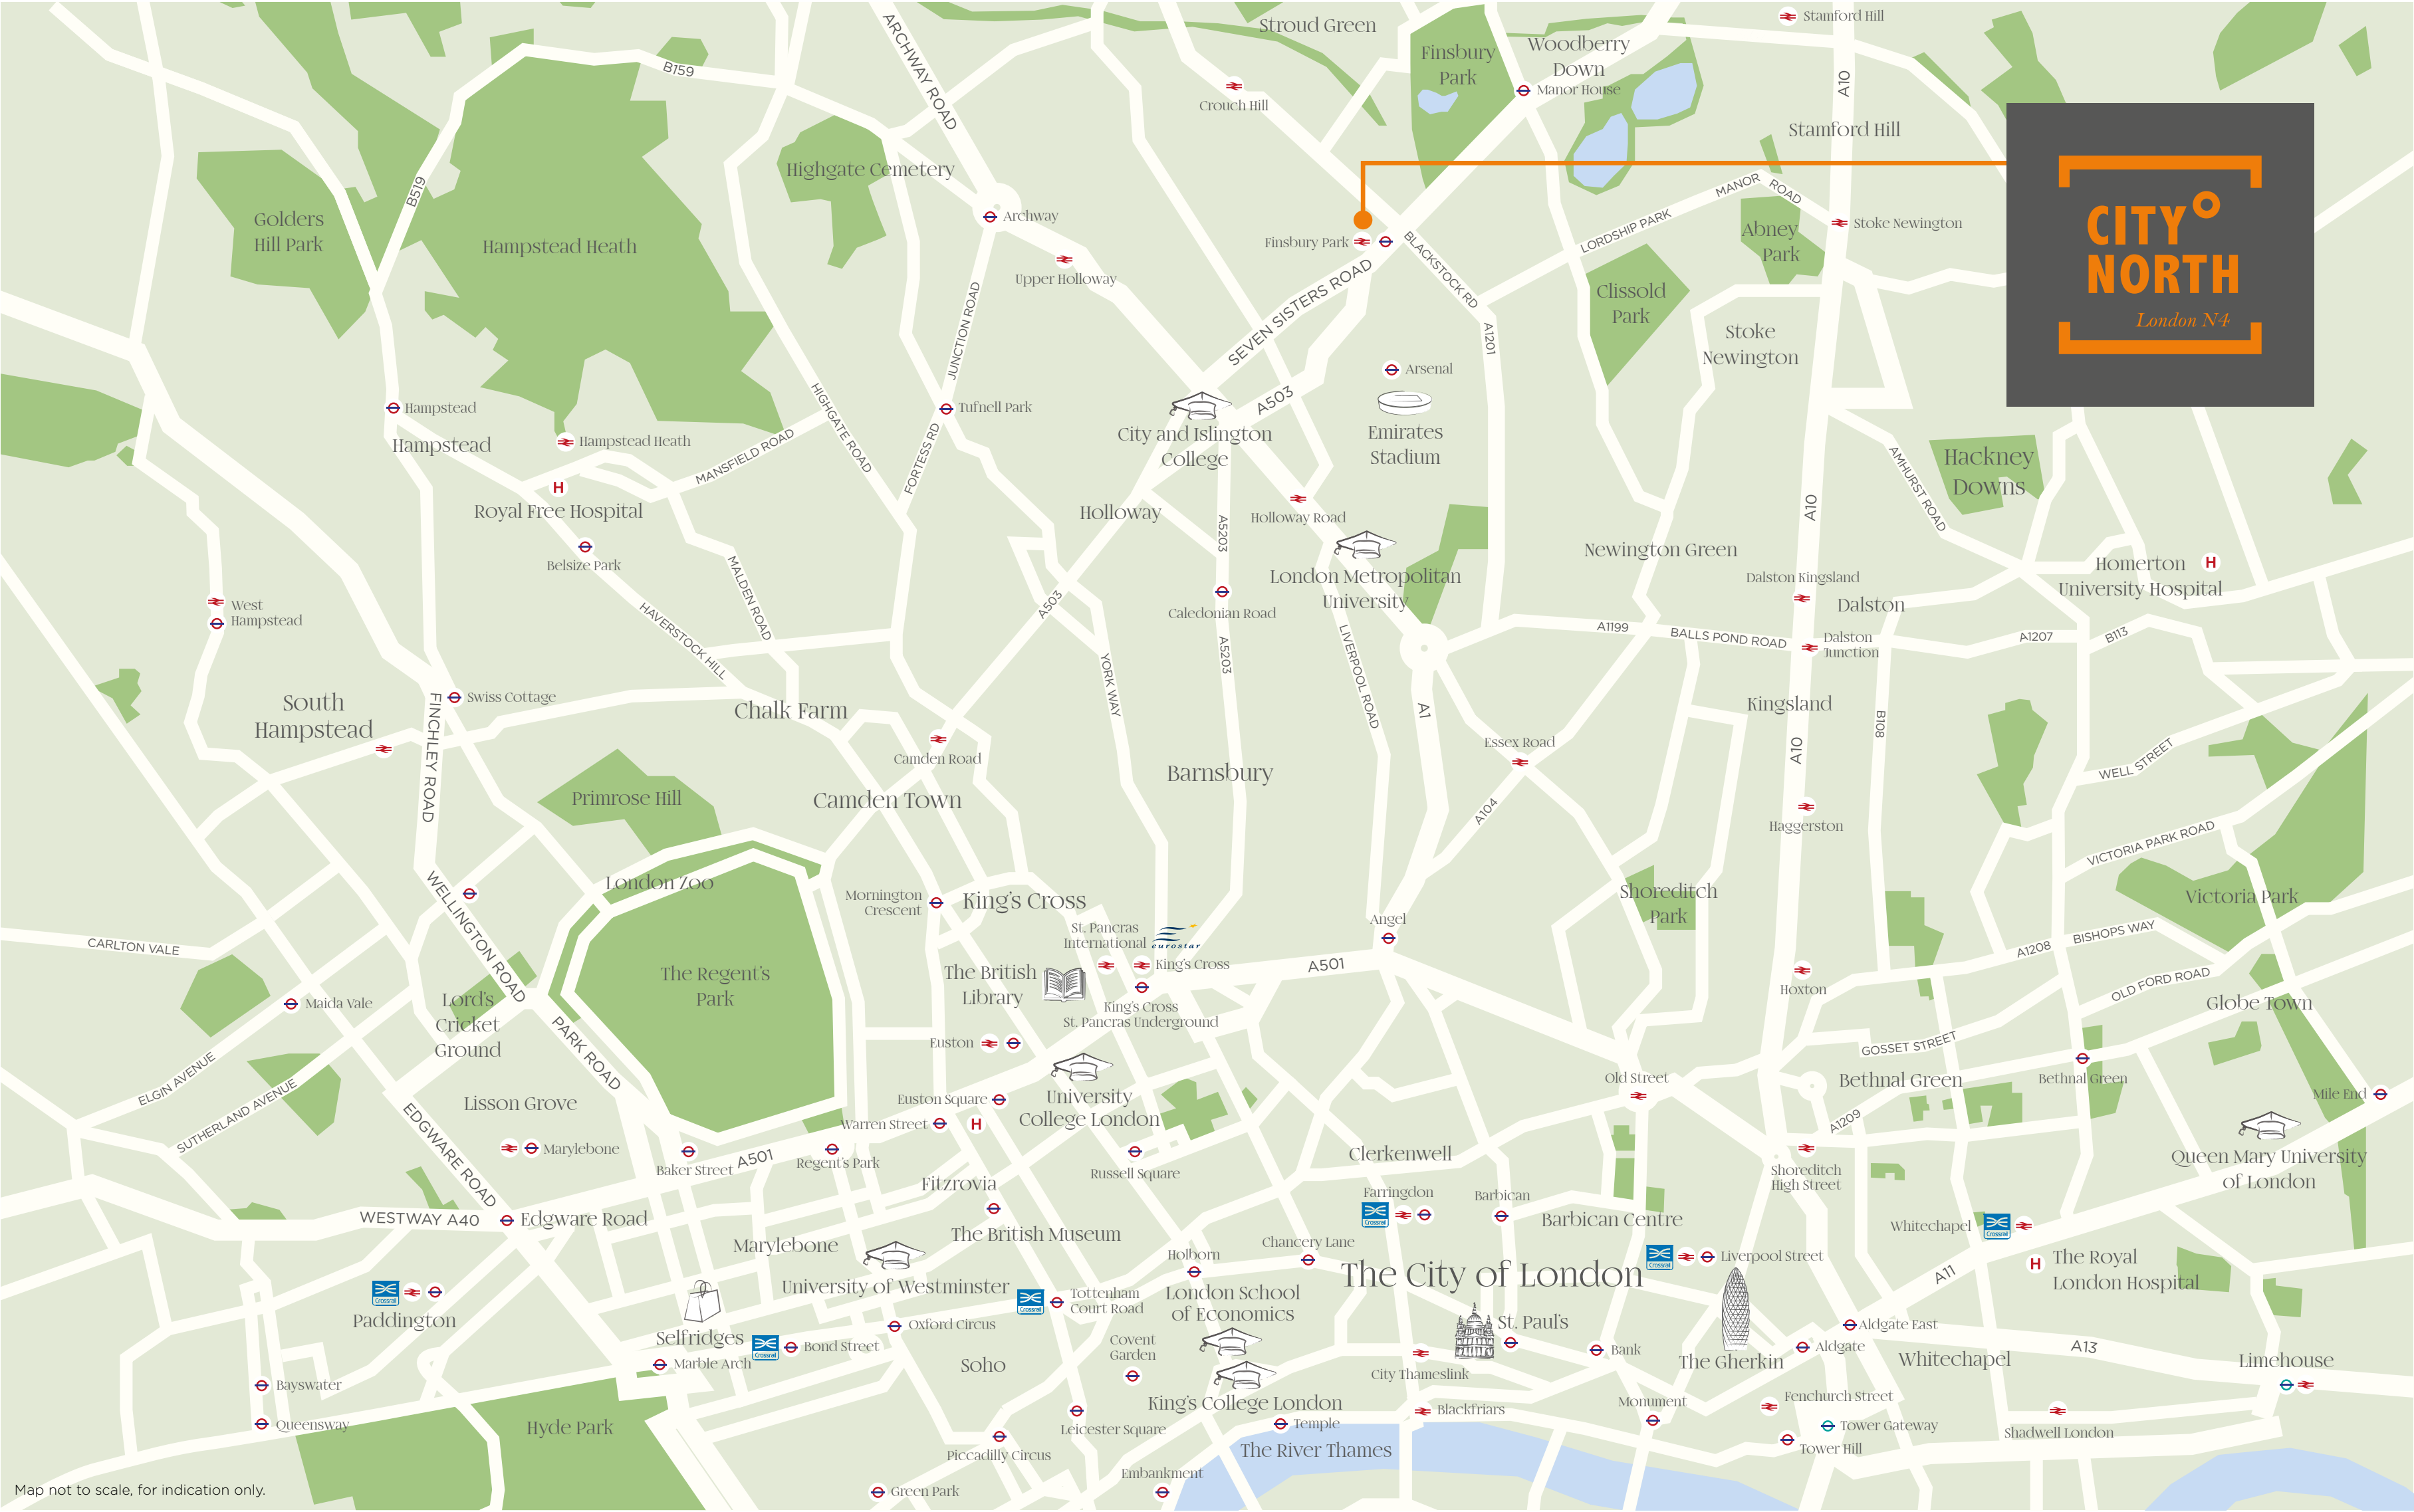 Stroud Green
Stamford Hill
ARCHWAY ROAD
B159
Finsbury
Park
Woodberry
Down
Manor House
Crouch Hill
A10
Stamford Hill
CITY
NORTH
London N4
Highgate Cemetery
B519
Golders
Hill Park
Hampstead Heath
Archway
Upper Holloway
Finsbury Park
BLACKSTOCK RD
LORDSHIP PARK
MANOR ROAD
Abney
Park
Stoke Newington
Clissold
Park
Stoke
Newington
SEVEN SISTERS ROAD
A1201
JUNCTION ROAD
Arsenal
Hampstead
Hampstead
Hampstead Heath
MANSFIELD ROAD
HIGHGATE ROAD
FORTESS RD
Tufnell Park
A503
City and Islington
College
Emirates
Stadium
H
Royal Free Hospital
Belsize Park
Holloway
A5203
Holloway Road
A10
AMHURST ROAD
Hackney
Downs
London Metropolitan
University
Newington Green
Dalston Kingsland
Dalston
Homerton
University Hospital
H
West
Hampstead
HAVERSTOCK HILL
MALDEN ROAD
A503
Caledonian Road
A5203
YORK WAY
LIVERPOOL ROAD
A1199
BALLS POND ROAD
Dalston
Junction
A1207
B113
South
Hampstead
Swiss Cottage
FINCHLEY ROAD
Chalk Farm
Camden Road
A1
Essex Road
Kingsland
A10
B108
WELL STREET
Primrose Hill
Camden Town
Barnsbury
A104
Haggerston
VICTORIA PARK ROAD
London Zoo
WELLINGTON ROAD
Mornington
Crescent
King's Cross
Shoreditch
Park
Victoria Park
CARLTON VALE
The Regent's
Park
St. Pancras
International
eurostar
King's Cross
The British
Library
King's Cross
St. Pancras Underground
A501
Angel
Hoxton
A1208
BISHOPS WAY
OLD FORD ROAD
Globe Town
Maida Vale
Lord's
Cricket
Ground
PARK ROAD
Euston
GOSSET STREET
ELGIN AVENUE
SUTHERLAND AVENUE
Lisson Grove
EDGWARE ROAD
Euston Square
Warren Street
H
University
College London
Old Street
Bethnal Green
Bethnal Green
Mile End
A1209
Marylebone
Baker Street
A501
Regent's Park
Russell Square
Clerkenwell
Shoreditch
High Street
Queen Mary University
of London
Fitzrovia
Farringdon
Crossrail
Barbican
Barbican Centre
Whitechapel
Crossrail
WESTWAY A40
Edgware Road
Marylebone
The British Museum
Holborn
Chancery Lane
The City of London
Crossrail
Liverpool Street
H
The Royal
London Hospital
A11
Crossrail
Paddington
University of Westminster
Crossrail
Tottenham
Court Road
London School
of Economics
Selfridges
Crossrail
Bond Street
Oxford Circus
Covent
Garden
St. Paul's
Bank
The Gherkin
Aldgate East
Aldgate
Whitechapel
A13
Limehouse
Marble Arch
Soho
City Thameslink
Bayswater
Queensway
Hyde Park
King's College London
Temple
Blackfriars
Monument
Fenchurch Street
Tower Gateway
Tower Hill
Shadwell London
Leicester Square
Piccadilly Circus
The River Thames
Embankment
Green Park
Map not to scale, for indication only.